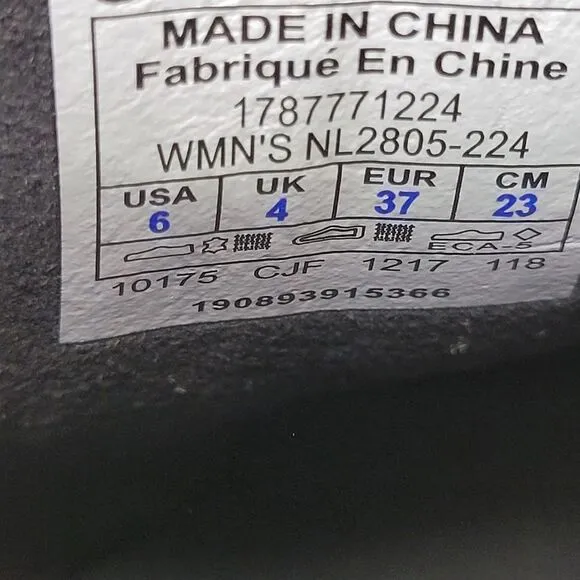 MADE IN CHINA
Fabriqué En Chine
1787771224
WMN'S NL2805-224
USA UK EUR CM
6 4 37 23
ECA-5
10175 CJF 1217 118
190893915366